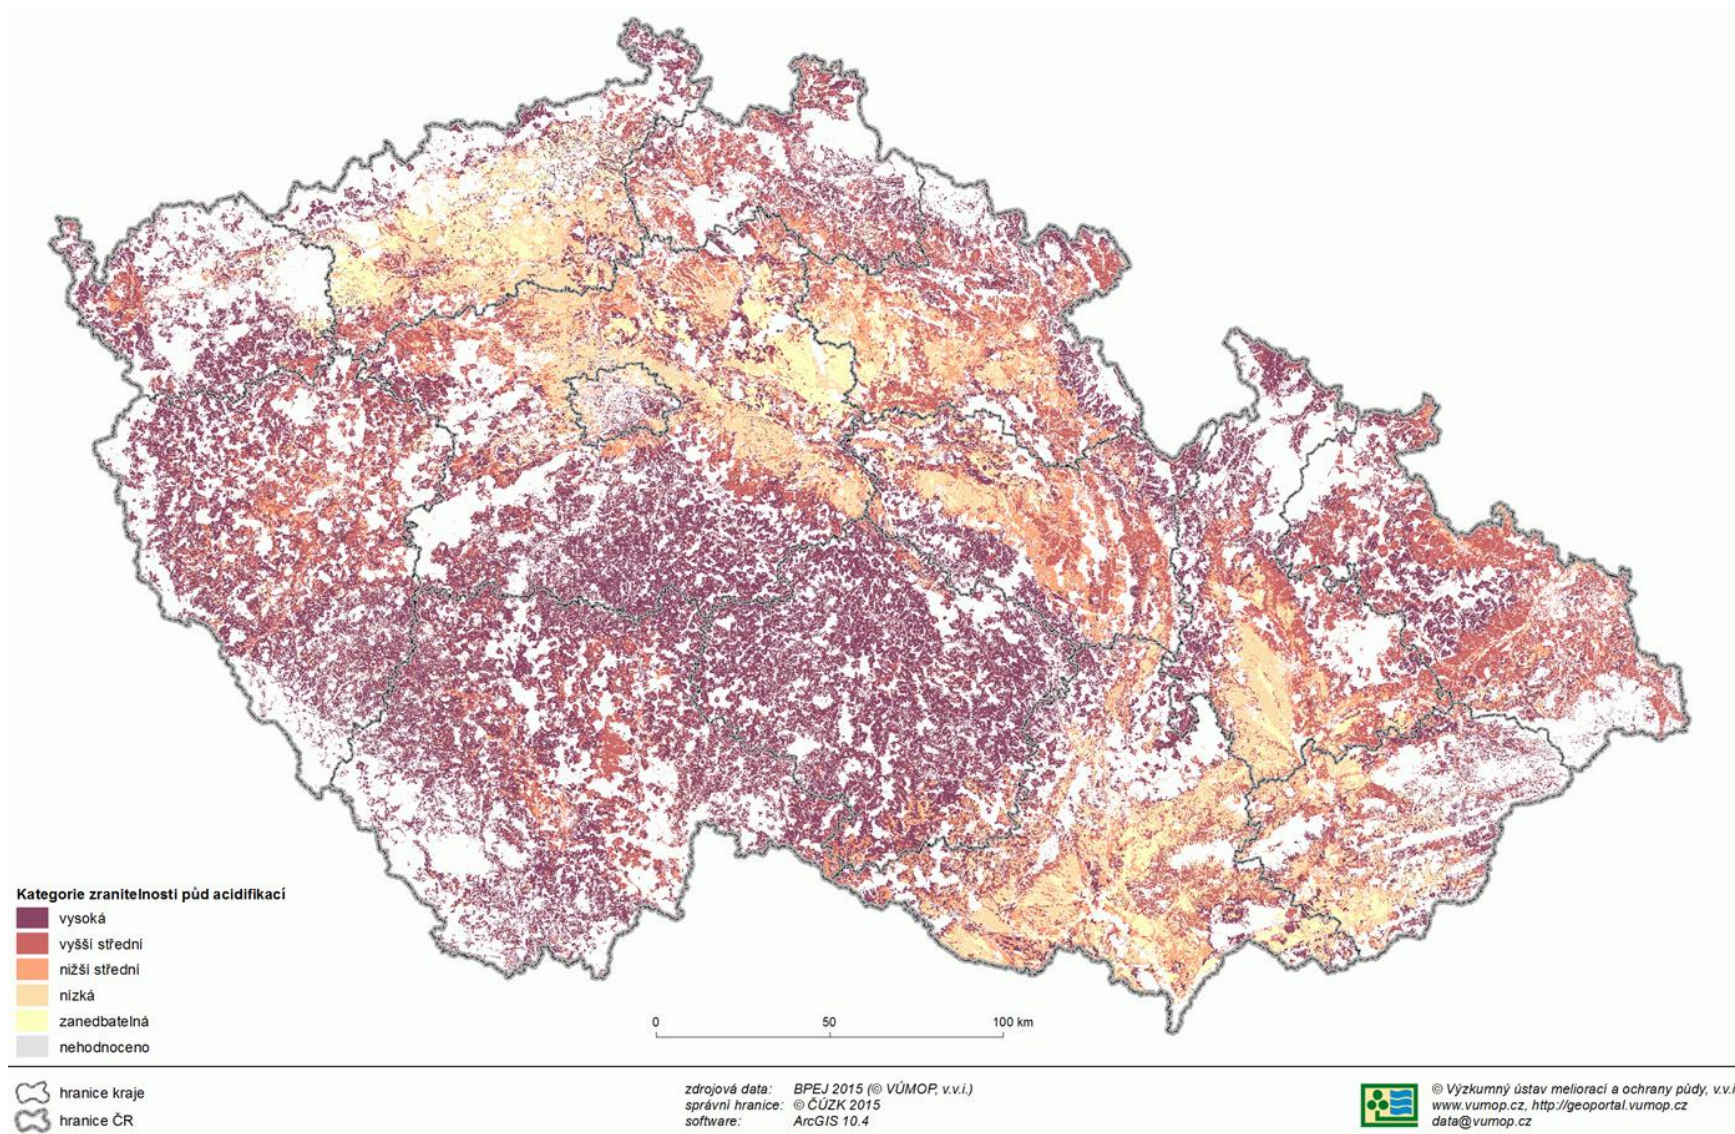 Kategorie zranitelnosti půd acidifikací
vysoká
vyšší střední
nižší střední
nízká
zanedbatelná
nehodnoceno
0 50 100 km
hranice kraje
hranice ČR
zdrojová data: BPEJ 2015 (© VÚMOP, v.v.i.)
správní hranice: © ČÚZK 2015
software: ArcGIS 10.4
© Výzkumný ústav meliorací a ochrany půdy, v.v.i
www.vumop.cz, http://geoportal.vumop.cz
data@vumop.cz